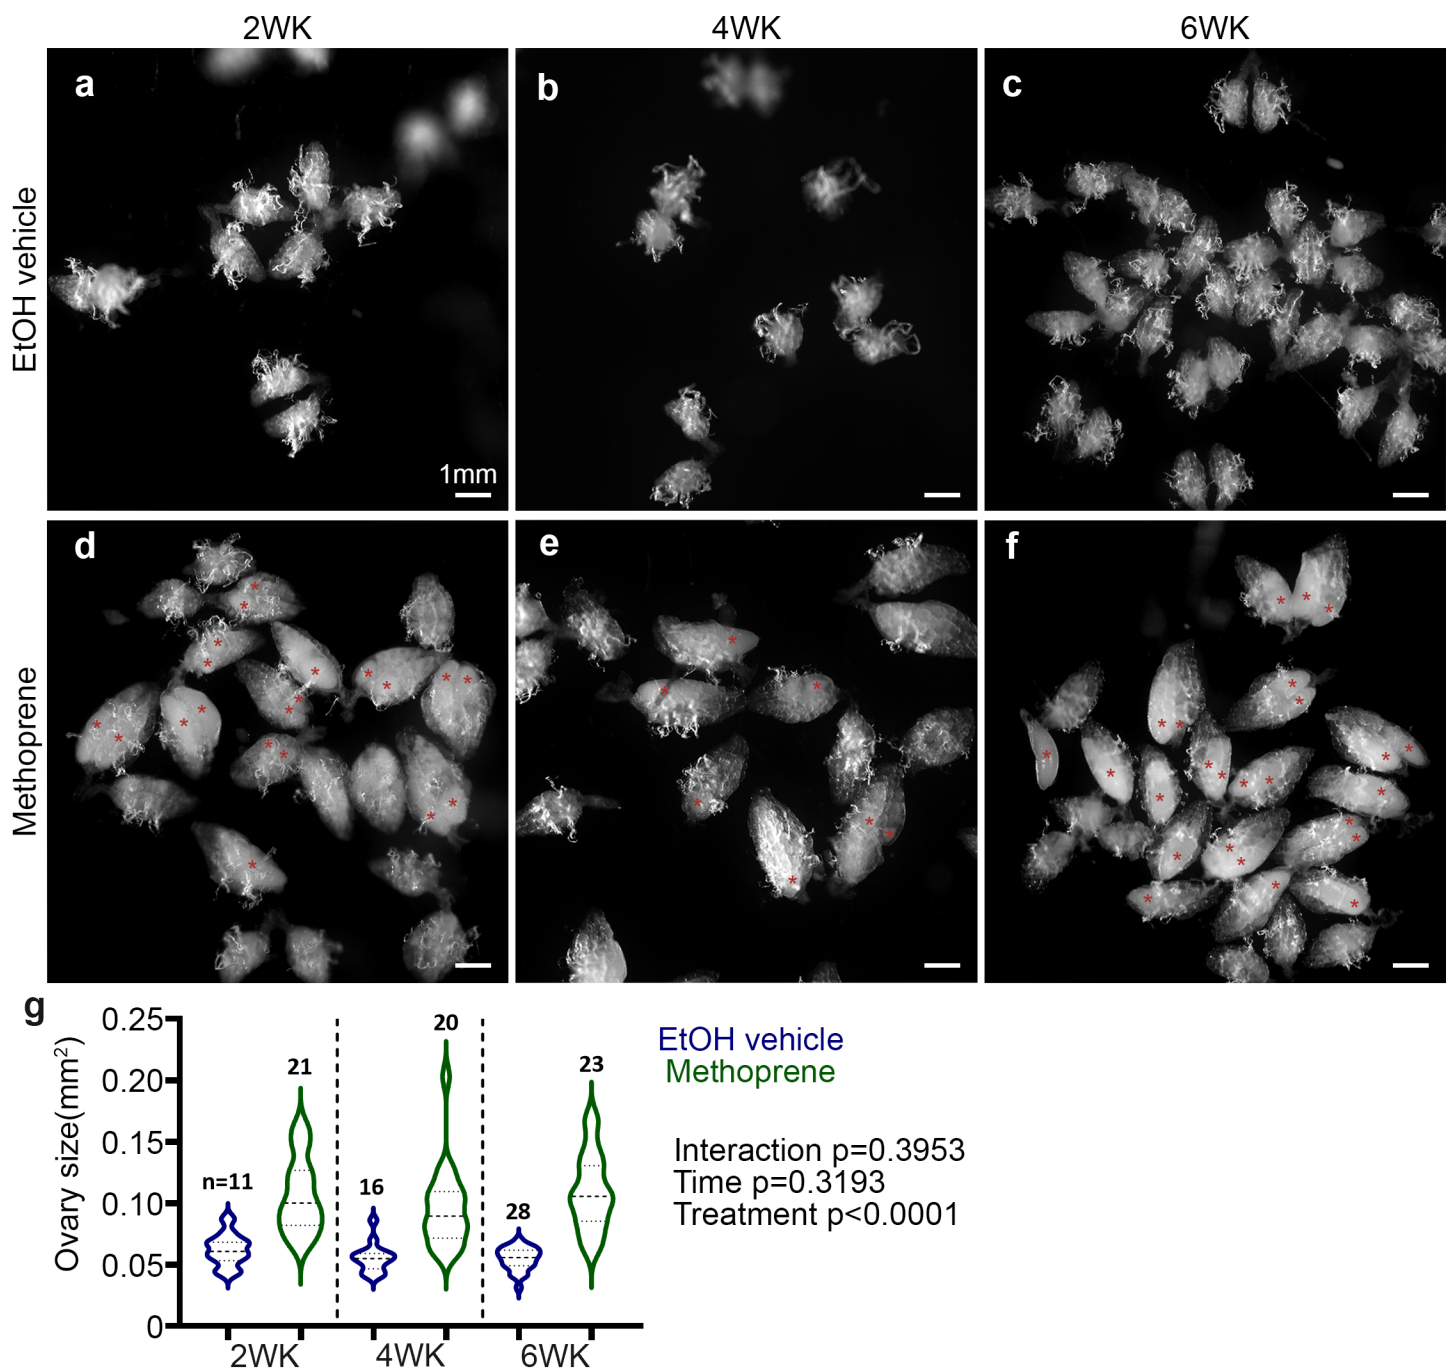 2WK 4WK 6WK
EtOH vehicle
a
b
c
1mm
Methoprene
d
e
f
g
Ovary size(mm²)
0.25
0.20
0.15
0.10
0.05
0
n=11
21
16
20
28
23
2WK 4WK 6WK
EtOH vehicle
Methoprene
Interaction p=0.3953
Time p=0.3193
Treatment p<0.0001